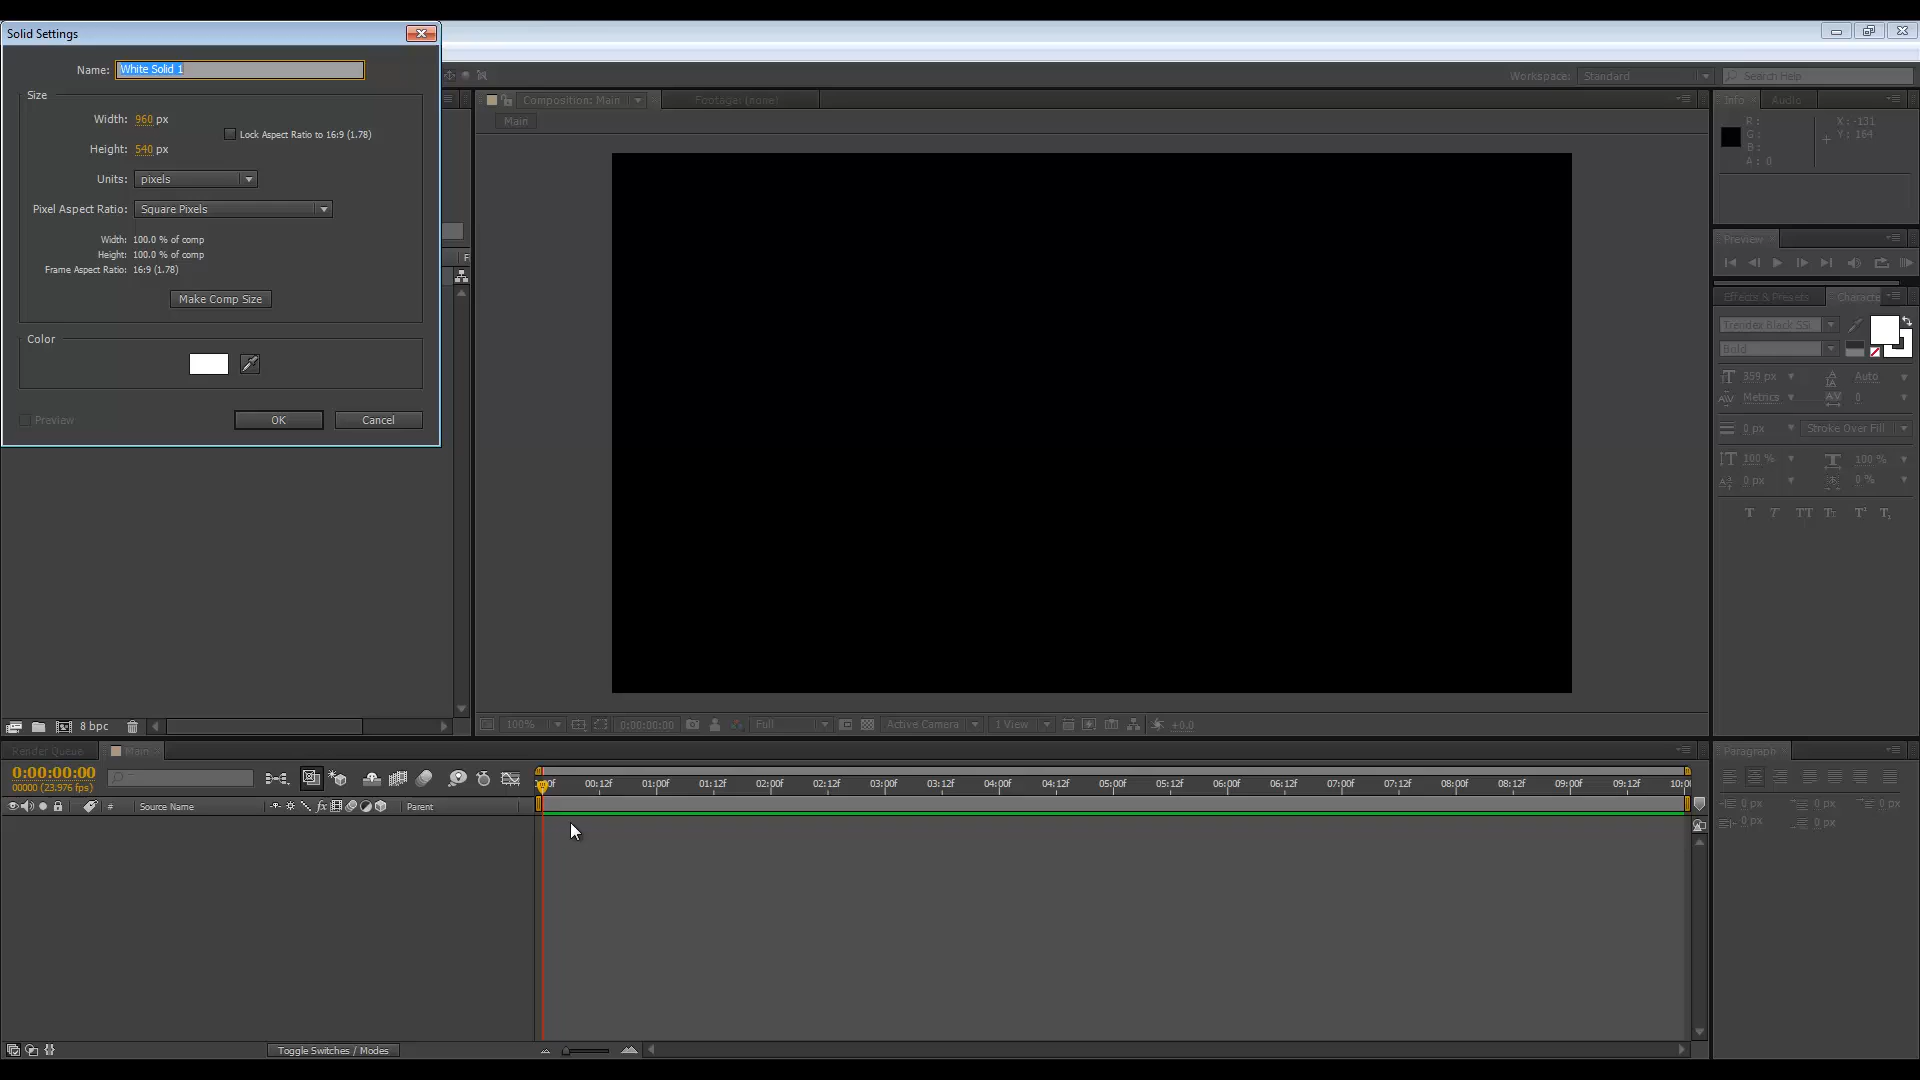 Solid Settings
Name: White Solid 1
Size
Width: 960 px
Lock Aspect Ratio to 16:9 (1.78)
Height: 540 px
Units: pixels
Pixel Aspect Ratio: Square Pixels
Width: 100.0 % of comp
Height: 100.0 % of comp
Frame Aspect Ratio: 16:9 (1.78)
Make Comp Size
Color
Preview OK Cancel
Workspace: Standard Search Help
Composition: Main Footage: (none)
Main
Info Audio
R: X: -131
G: Y: 164
B:
A: 0
Preview
Effects & Presets Characte
Trendex Black SSi
Bold
359 px Auto
Metrics 0
0 px Stroke Over Fill
100 % 100 %
0 px 0 %
T T TT Tt T¹ T,
8 bpc
100% 0:00:00:00 Full Active Camera 1 View +0.0
Render Queue Main
0:00:00:00
00000 (23.976 fps)
# Source Name fx Parent
00f 00:12f 01:00f 01:12f 02:00f 02:12f 03:00f 03:12f 04:00f 04:12f 05:00f 05:12f 06:00f 06:12f 07:00f 07:12f 08:00f 08:12f 09:00f 09:12f 10:0
Toggle Switches / Modes
Paragraph
0 px 0 px 0 px
0 px 0 px